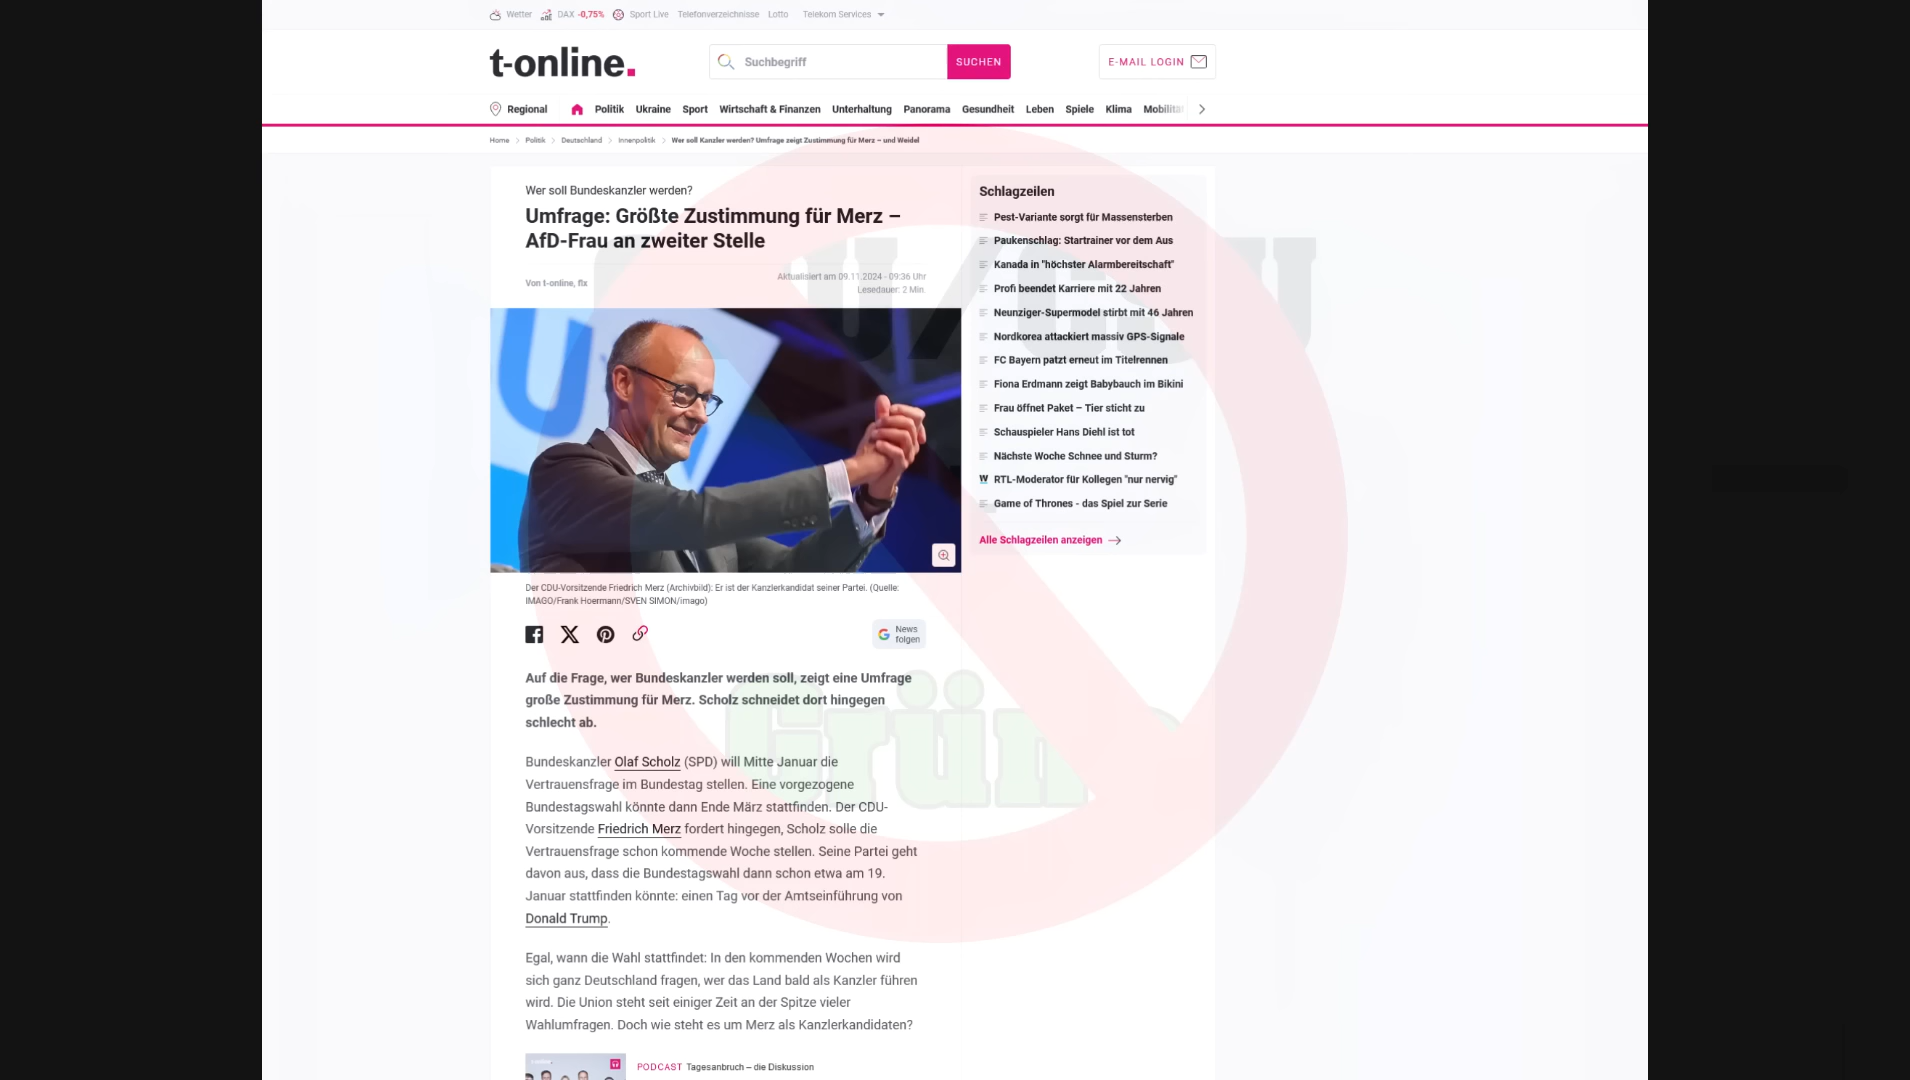 Wetter DAX -0,75% Sport Live Telefonverzeichnisse Lotto Telekom Services
t-online.
Suchbegriff SUCHEN
E-MAIL LOGIN
Regional Politik Ukraine Sport Wirtschaft & Finanzen Unterhaltung Panorama Gesundheit Leben Spiele Klima Mobilität
Home > Politik > Deutschland > Innenpolitik > Wer soll Kanzler werden? Umfrage zeigt Zustimmung für Merz – und Weidel
Wer soll Bundeskanzler werden?
Umfrage: Größte Zustimmung für Merz –
AfD-Frau an zweiter Stelle
Von t-online, flx
Aktualisiert am 09.11.2024 - 09:36 Uhr
Lesedauer: 2 Min.
Der CDU-Vorsitzende Friedrich Merz (Archivbild): Er ist der Kanzlerkandidat seiner Partei. (Quelle:
IMAGO/Frank Hoermann/SVEN SIMON/imago)
News
folgen
Auf die Frage, wer Bundeskanzler werden soll, zeigt eine Umfrage
große Zustimmung für Merz. Scholz schneidet dort hingegen
schlecht ab.
Bundeskanzler Olaf Scholz (SPD) will Mitte Januar die
Vertrauensfrage im Bundestag stellen. Eine vorgezogene
Bundestagswahl könnte dann Ende März stattfinden. Der CDU-
Vorsitzende Friedrich Merz fordert hingegen, Scholz solle die
Vertrauensfrage schon kommende Woche stellen. Seine Partei geht
davon aus, dass die Bundestagswahl dann schon etwa am 19.
Januar stattfinden könnte: einen Tag vor der Amtseinführung von
Donald Trump.
Egal, wann die Wahl stattfindet: In den kommenden Wochen wird
sich ganz Deutschland fragen, wer das Land bald als Kanzler führen
wird. Die Union steht seit einiger Zeit an der Spitze vieler
Wahlumfragen. Doch wie steht es um Merz als Kanzlerkandidaten?
PODCAST Tagesanbruch – die Diskussion
Schlagzeilen
Pest-Variante sorgt für Massensterben
Paukenschlag: Startrainer vor dem Aus
Kanada in "höchster Alarmbereitschaft"
Profi beendet Karriere mit 22 Jahren
Neunziger-Supermodel stirbt mit 46 Jahren
Nordkorea attackiert massiv GPS-Signale
FC Bayern patzt erneut im Titelrennen
Fiona Erdmann zeigt Babybauch im Bikini
Frau öffnet Paket – Tier sticht zu
Schauspieler Hans Diehl ist tot
Nächste Woche Schnee und Sturm?
RTL-Moderator für Kollegen "nur nervig"
Game of Thrones - das Spiel zur Serie
Alle Schlagzeilen anzeigen